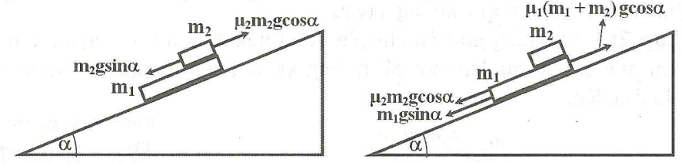 μ₂m₂gcosα
m₂
m₂gsinα
m₁
α
μ₁(m₁+m₂)gcosα
m₂
m₁
μ₂m₂gcosα
m₁gsinα
α